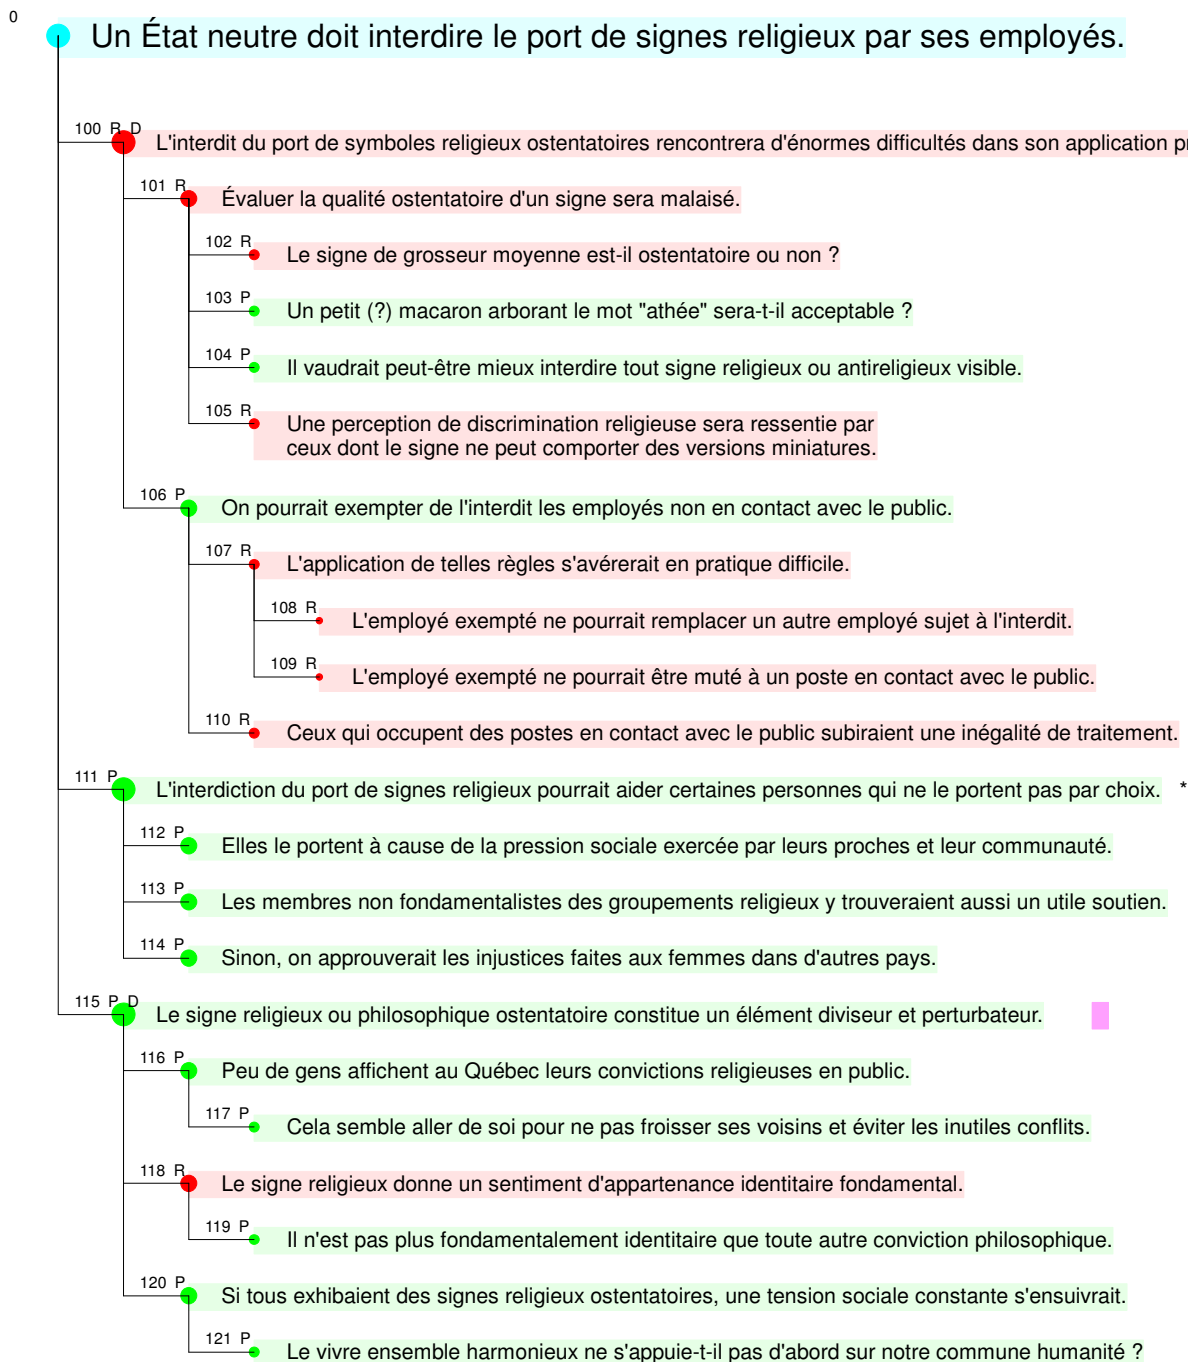 0
Un État neutre doit interdire le port de signes religieux par ses employés.
100 R D
L'interdit du port de symboles religieux ostentatoires rencontrera d'énormes difficultés dans son application
101 R
Évaluer la qualité ostentatoire d'un signe sera malaisé.
102 R
Le signe de grosseur moyenne est-il ostentatoire ou non ?
103 P
Un petit (?) macaron arborant le mot "athée" sera-t-il acceptable ?
104 P
Il vaudrait peut-être mieux interdire tout signe religieux ou antireligieux visible.
105 R
Une perception de discrimination religieuse sera ressentie par
ceux dont le signe ne peut comporter des versions miniatures.
106 P
On pourrait exempter de l'interdit les employés non en contact avec le public.
107 R
L'application de telles règles s'avérerait en pratique difficile.
108 R
L'employé exempté ne pourrait remplacer un autre employé sujet à l'interdit.
109 R
L'employé exempté ne pourrait être muté à un poste en contact avec le public.
110 R
Ceux qui occupent des postes en contact avec le public subiraient une inégalité de traitement.
111 P
L'interdiction du port de signes religieux pourrait aider certaines personnes qui ne le portent pas par choix. *
112 P
Elles le portent à cause de la pression sociale exercée par leurs proches et leur communauté.
113 P
Les membres non fondamentalistes des groupements religieux y trouveraient aussi un utile soutien.
114 P
Sinon, on approuverait les injustices faites aux femmes dans d'autres pays.
115 P D
Le signe religieux ou philosophique ostentatoire constitue un élément diviseur et perturbateur.
116 P
Peu de gens affichent au Québec leurs convictions religieuses en public.
117 P
Cela semble aller de soi pour ne pas froisser ses voisins et éviter les inutiles conflits.
118 R
Le signe religieux donne un sentiment d'appartenance identitaire fondamental.
119 P
Il n'est pas plus fondamentalement identitaire que toute autre conviction philosophique.
120 P
Si tous exhibaient des signes religieux ostentatoires, une tension sociale constante s'ensuivrait.
121 P
Le vivre ensemble harmonieux ne s'appuie-t-il pas d'abord sur notre commune humanité ?